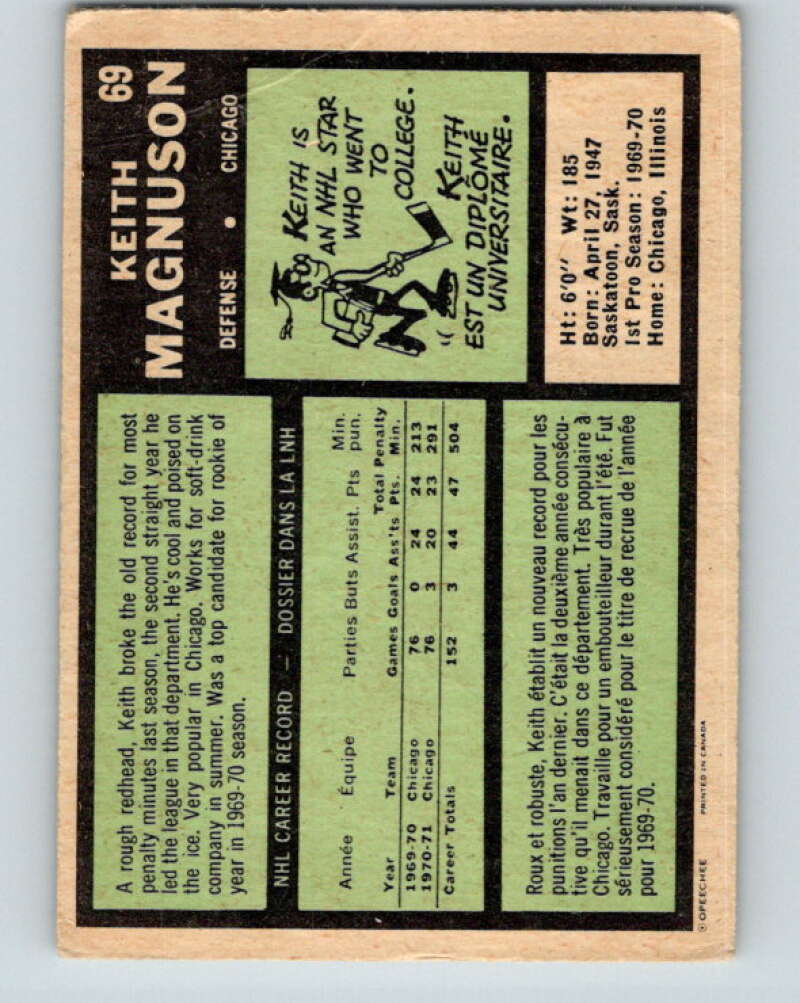 KEITH 69
MAGNUSON
DEFENSE • CHICAGO
KEITH IS
AN NHL STAR
WHO WENT
TO
COLLEGE.
KEITH
EST UN DIPLÔMÉ
UNIVERSITAIRE.
Ht: 6'0" Wt: 185
Born: April 27, 1947
Saskatoon, Sask.
1st Pro Season: 1969-70
Home: Chicago, Illinois
A rough redhead, Keith broke the old record for most
penalty minutes last season, the second straight year he
led the league in that department. He's cool and poised on
the ice. Very popular in Chicago. Works for soft-drink
company in summer. Was a top candidate for rookie of
year in 1969-70 season.
NHL CAREER RECORD — DOSSIER DANS LA LNH
Année Équipe Parties Buts Assist. Pts Min. pun.
Year Team Games Goals Ass'ts Total Pts. Penalty Min.
1969-70 Chicago 76 0 24 24 213
1970-71 Chicago 76 3 20 23 291
Career Totals 152 3 44 47 504
Roux et robuste, Keith établit un nouveau record pour les
punitions l'an dernier. C'était la deuxième année consécu-
tive qu'il menait dans ce département. Très populaire à
Chicago. Travaille pour un embouteilleur durant l'été. Fut
sérieusement considéré pour le titre de recrue de l'année
pour 1969-70.
© OPEECHEE PRINTED IN CANADA